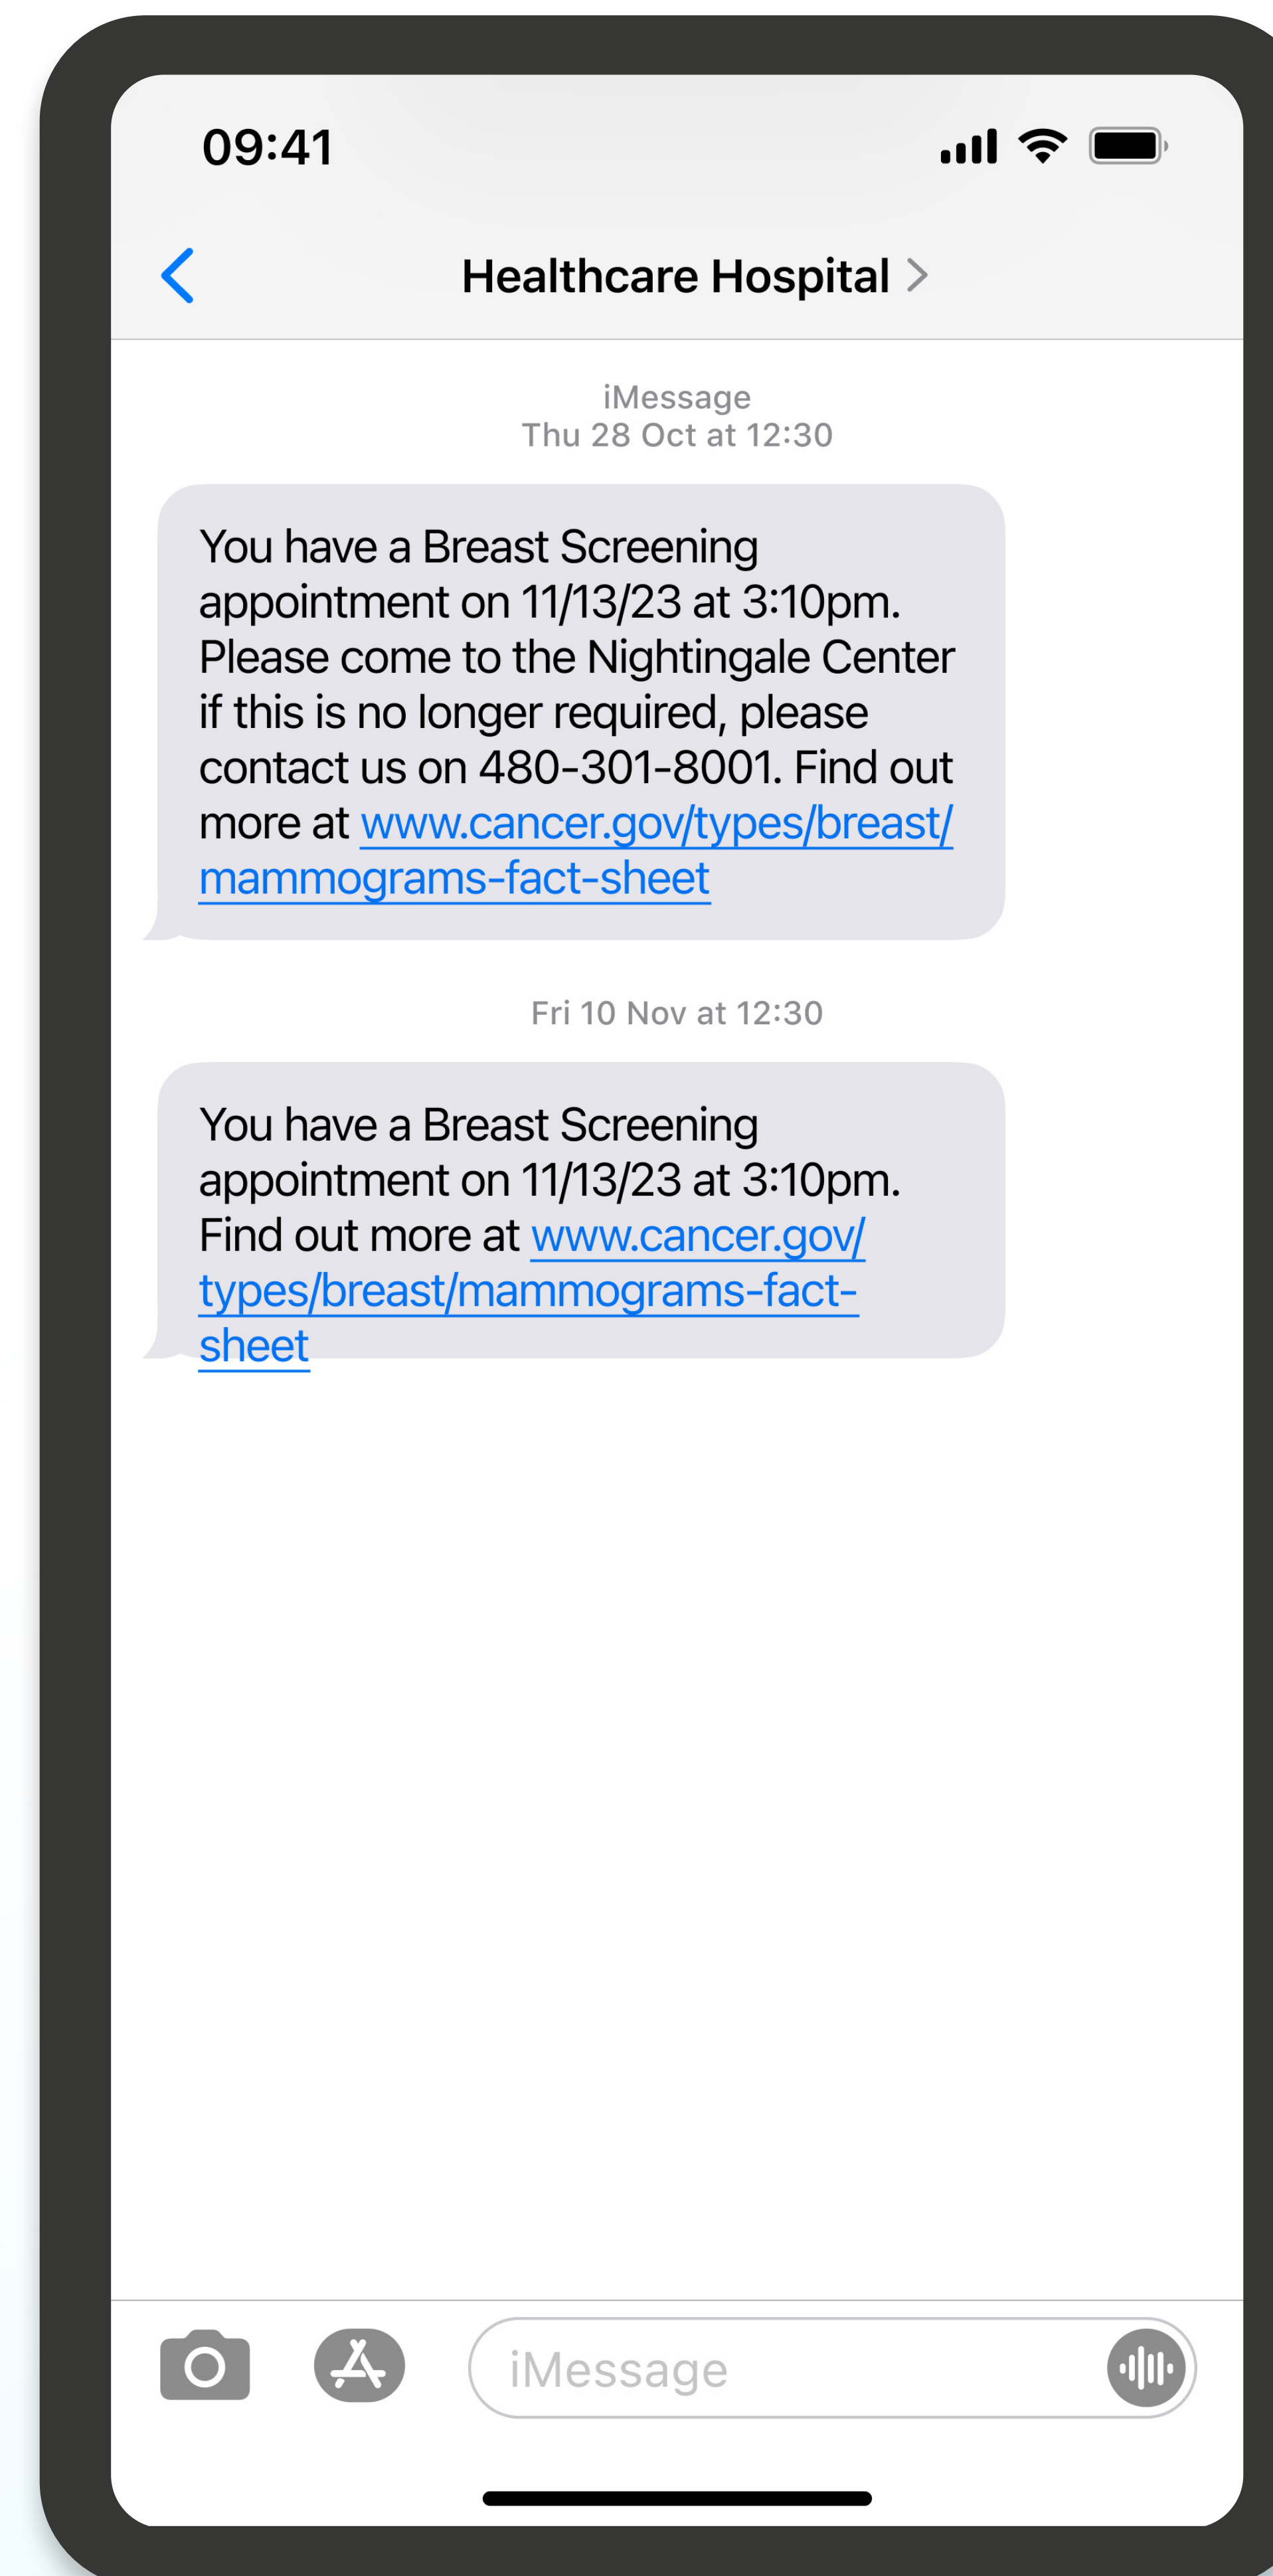 09:41
Healthcare Hospital
iMessage
Thu 28 Oct at 12:30
You have a Breast Screening
appointment on 11/13/23 at 3:10pm.
Please come to the Nightingale Center
if this is no longer required, please
contact us on 480-301-8001. Find out
more at www.cancer.gov/types/breast/
mammograms-fact-sheet
Fri 10 Nov at 12:30
You have a Breast Screening
appointment on 11/13/23 at 3:10pm.
Find out more at www.cancer.gov/
types/breast/mammograms-fact-
sheet
iMessage